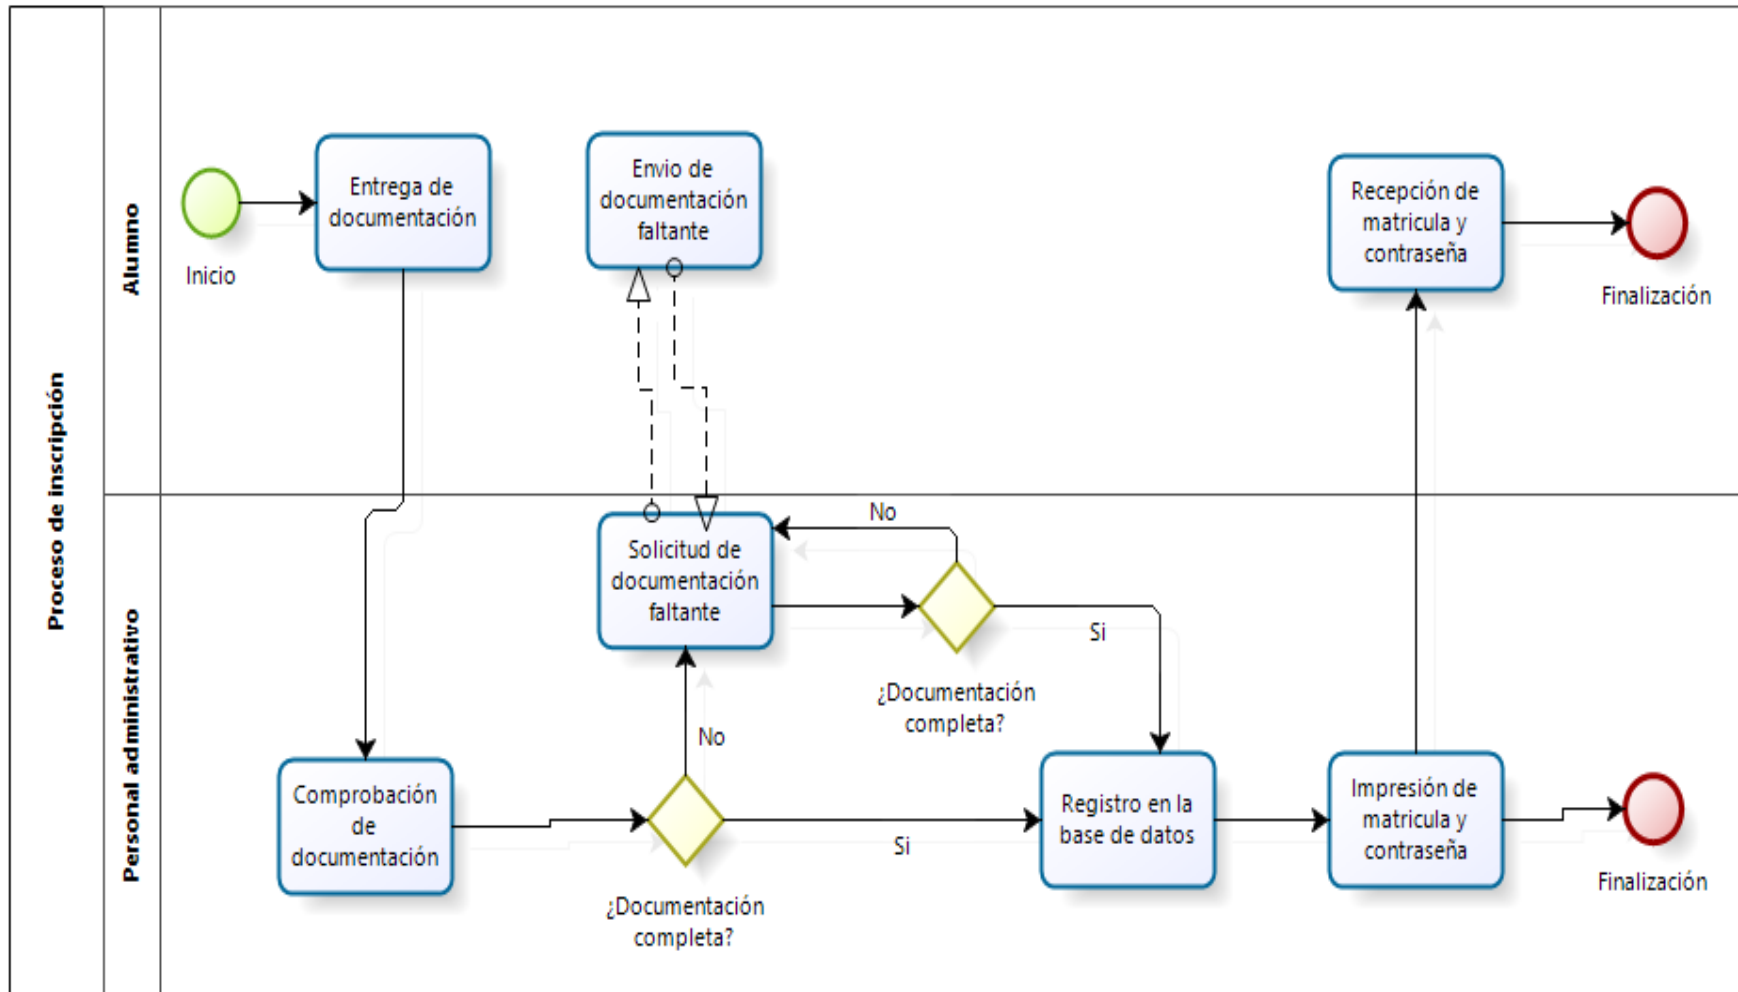 Proceso de inscripción
Alumno
Inicio
Entrega de
documentación
Envio de
documentación
faltante
Recepción de
matricula y
contraseña
Finalización
Personal administrativo
Solicitud de
documentación
faltante
No
¿Documentación
completa?
Si
No
Comprobación
de
documentación
¿Documentación
completa?
Si
Registro en la
base de datos
Impresión de
matricula y
contraseña
Finalización